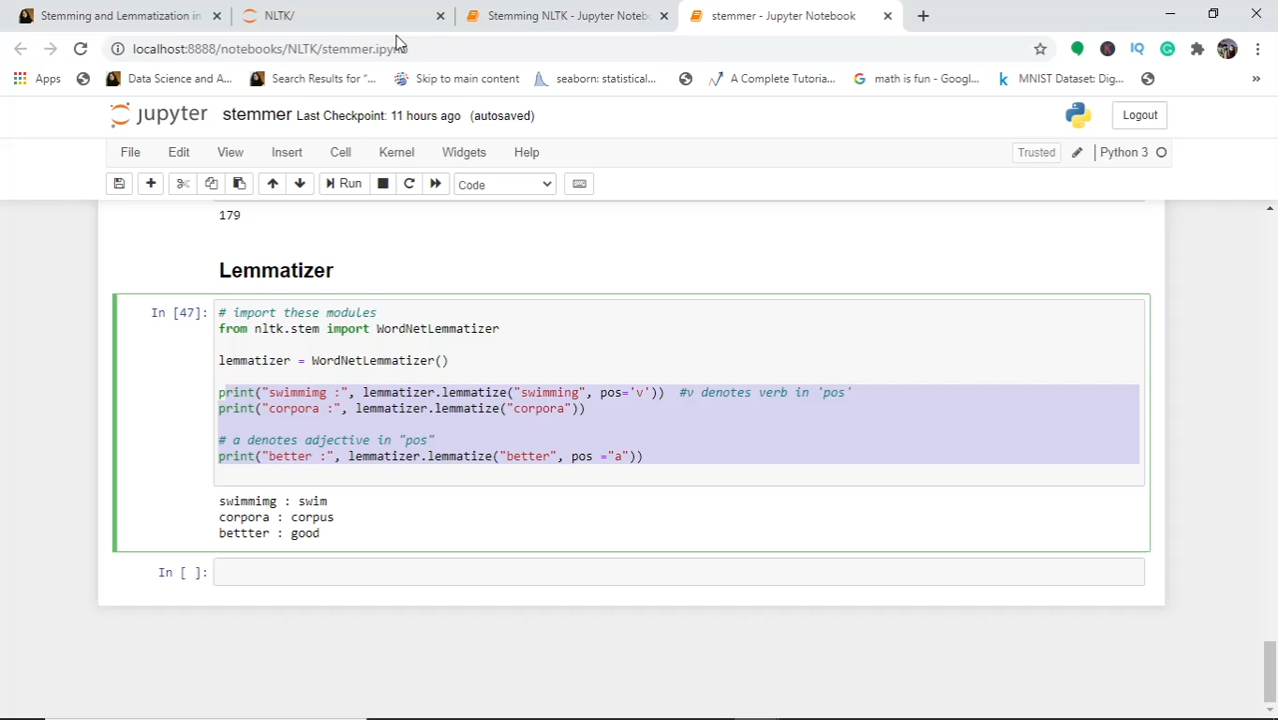 Stemming and Lemmatization in
NLTK/
Stemming NLTK - Jupyter Noteb
stemmer - Jupyter Notebook
localhost:8888/notebooks/NLTK/stemmer.ipynb
Apps
Data Science and A...
Search Results for "...
Skip to main content
seaborn: statistical...
A Complete Tutoria...
math is fun - Googl...
MNIST Dataset: Dig...
»
jupyter stemmer Last Checkpoint: 11 hours ago (autosaved)
Logout
File Edit View Insert Cell Kernel Widgets Help
Trusted Python 3
Run Code
179
Lemmatizer
In [47]:
# import these modules
from nltk.stem import WordNetLemmatizer
lemmatizer = WordNetLemmatizer()
print("swimmimg :", lemmatizer.lemmatize("swimming", pos='v')) #v denotes verb in 'pos'
print("corpora :", lemmatizer.lemmatize("corpora"))
# a denotes adjective in "pos"
print("better :", lemmatizer.lemmatize("better", pos ="a"))
swimmimg : swim
corpora : corpus
bettter : good
In [ ]: